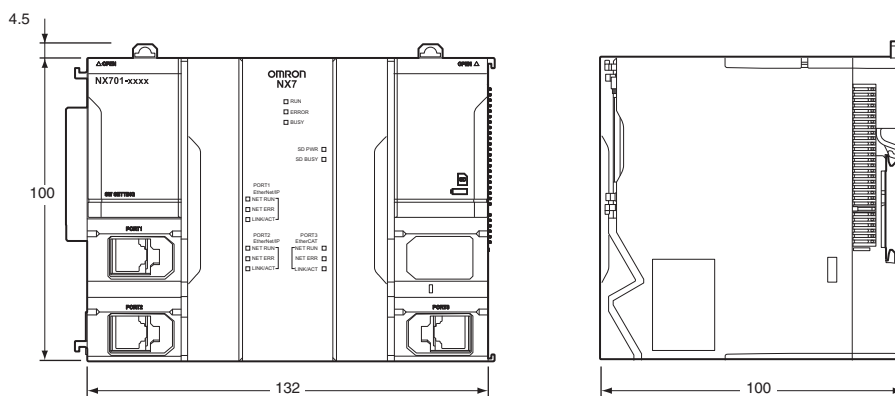 4.5
100
OPEN
OPEN
NX701-xxxx
OMRON
NX7
RUN
ERROR
BUSY
SD PWR
SD BUSY
SW SETTING
PORT1
EtherNet/IP
NET RUN
NET ERR
LINK/ACT
PORT1
PORT2
EtherNet/IP
NET RUN
NET ERR
LINK/ACT
PORT3
EtherCAT
NET RUN
NET ERR
LINK/ACT
PORT2
PORT3
132
100